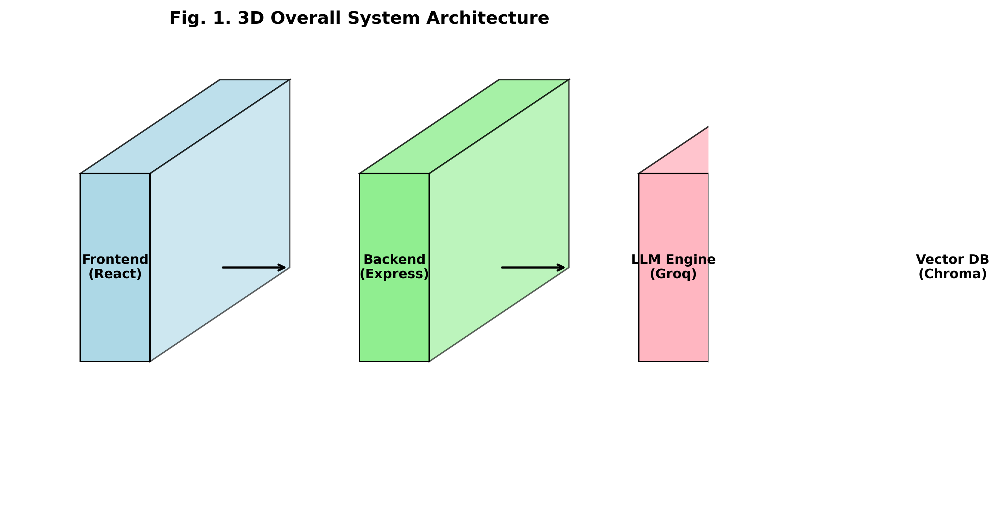 Fig. 1. 3D Overall System Architecture
Frontend
(React)
Backend
(Express)
LLM Engine
(Groq)
Vector DB
(Chroma)